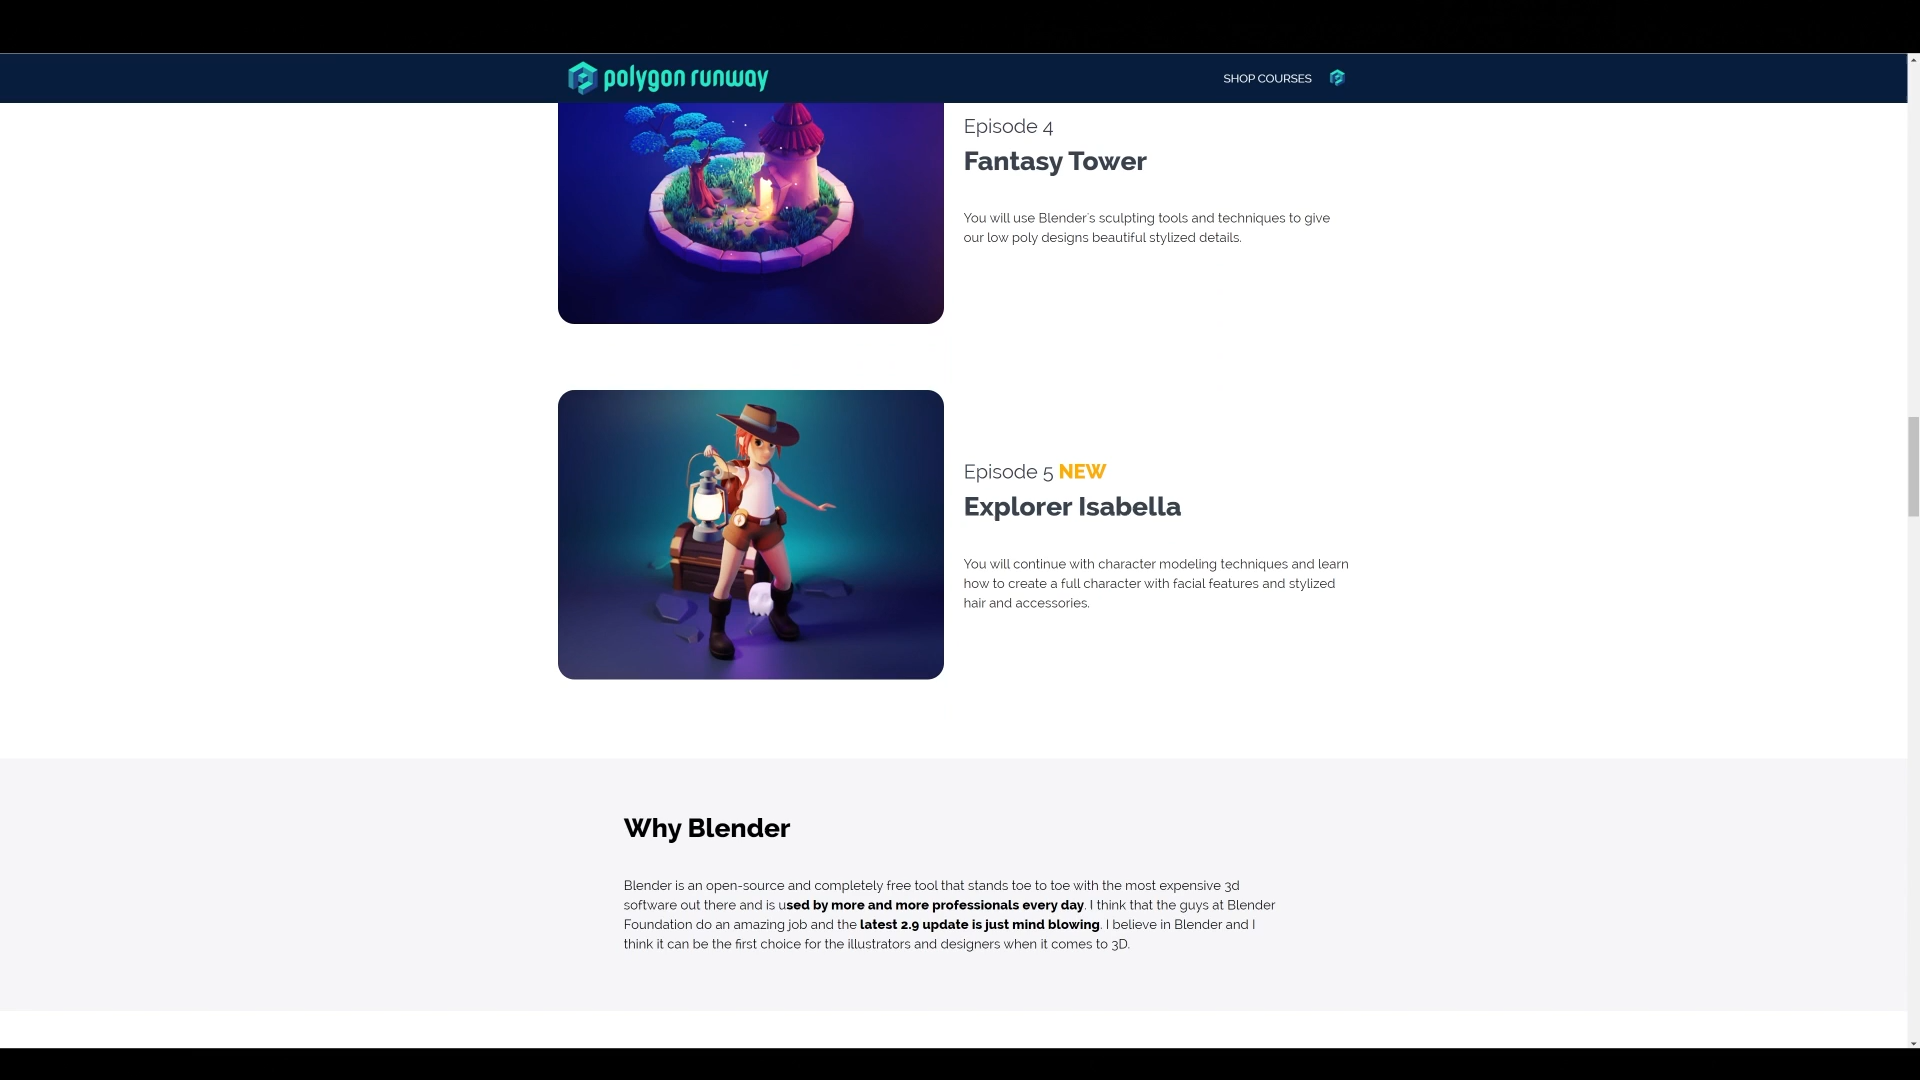 polygon runway
SHOP COURSES
Episode 4
Fantasy Tower
You will use Blender's sculpting tools and techniques to give
our low poly designs beautiful stylized details.
Episode 5 NEW
Explorer Isabella
You will continue with character modeling techniques and learn
how to create a full character with facial features and stylized
hair and accessories.
Why Blender
Blender is an open-source and completely free tool that stands toe to toe with the most expensive 3d
software out there and is used by more and more professionals every day. I think that the guys at Blender
Foundation do an amazing job and the latest 2.9 update is just mind blowing. I believe in Blender and I
think it can be the first choice for the illustrators and designers when it comes to 3D.